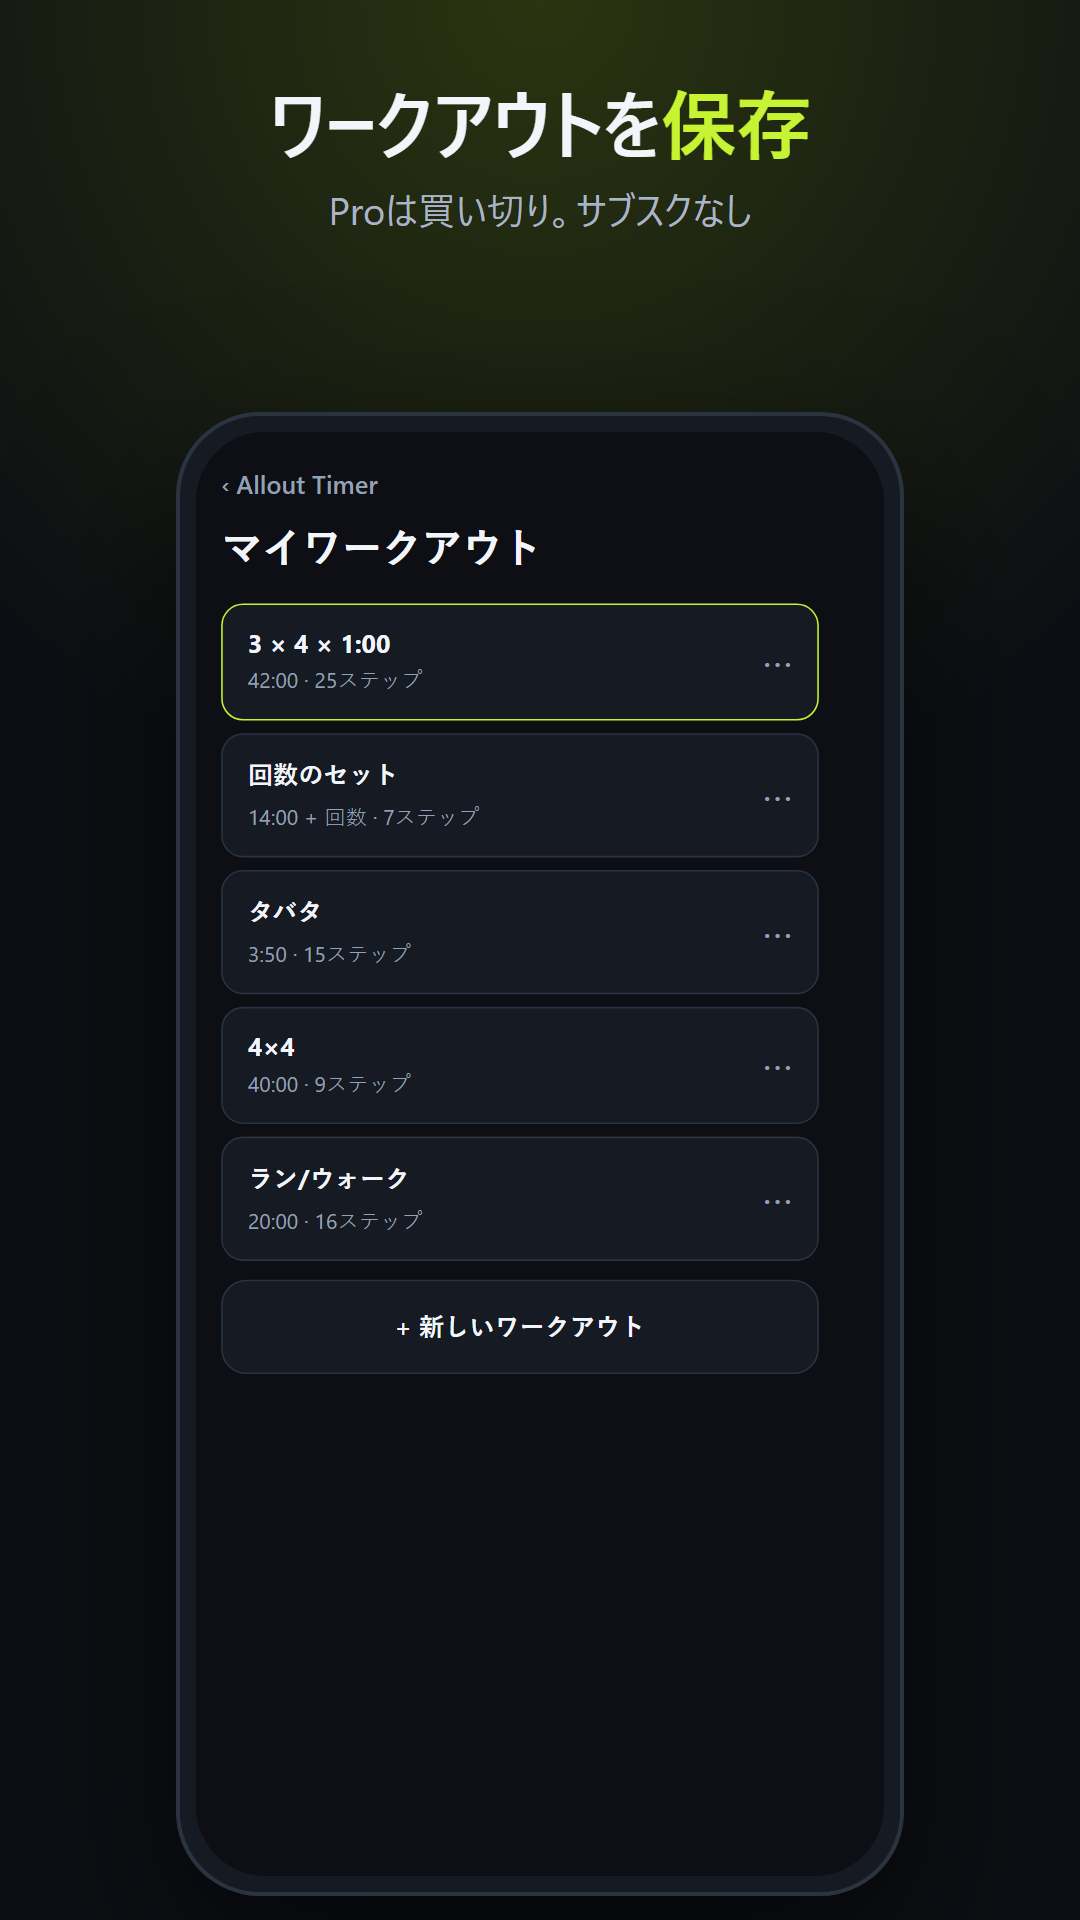 ワークアウトを保存
Proは買い切り。サブスクなし
‹ Allout Timer
マイワークアウト
3 × 4 × 1:00
42:00 · 25ステップ
…
回数のセット
14:00 + 回数 · 7ステップ
…
タバタ
3:50 · 15ステップ
…
4×4
40:00 · 9ステップ
…
ラン/ウォーク
20:00 · 16ステップ
…
+ 新しいワークアウト